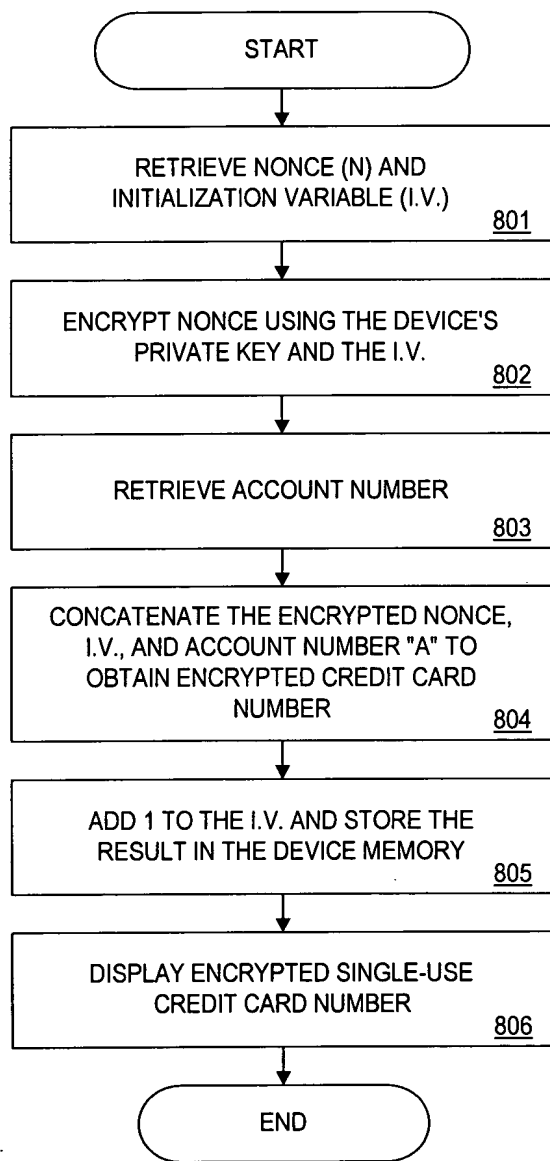 START
RETRIEVE NONCE (N) AND
INITIALIZATION VARIABLE (I.V.)
801
ENCRYPT NONCE USING THE DEVICE'S
PRIVATE KEY AND THE I.V.
802
RETRIEVE ACCOUNT NUMBER
803
CONCATENATE THE ENCRYPTED NONCE,
I.V., AND ACCOUNT NUMBER "A" TO
OBTAIN ENCRYPTED CREDIT CARD
NUMBER
804
ADD 1 TO THE I.V. AND STORE THE
RESULT IN THE DEVICE MEMORY
805
DISPLAY ENCRYPTED SINGLE-USE
CREDIT CARD NUMBER
806
END